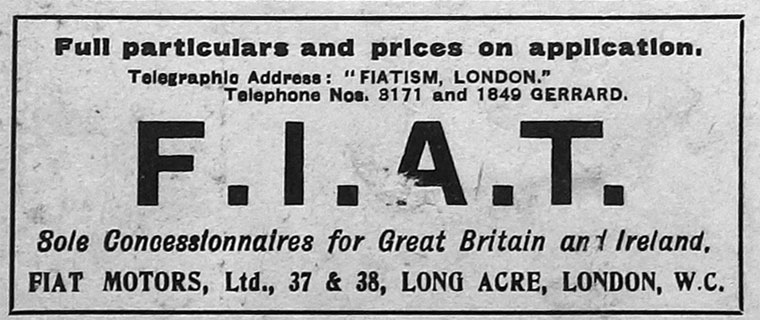 Full particulars and prices on application.
Telegraphic Address: "FIATISM, LONDON."
Telephone Nos. 3171 and 1849 GERRARD.
F.I.A.T.
Sole Concessionnaires for Great Britain and Ireland,
FIAT MOTORS, Ltd., 37 & 38, LONG ACRE, LONDON, W.C.